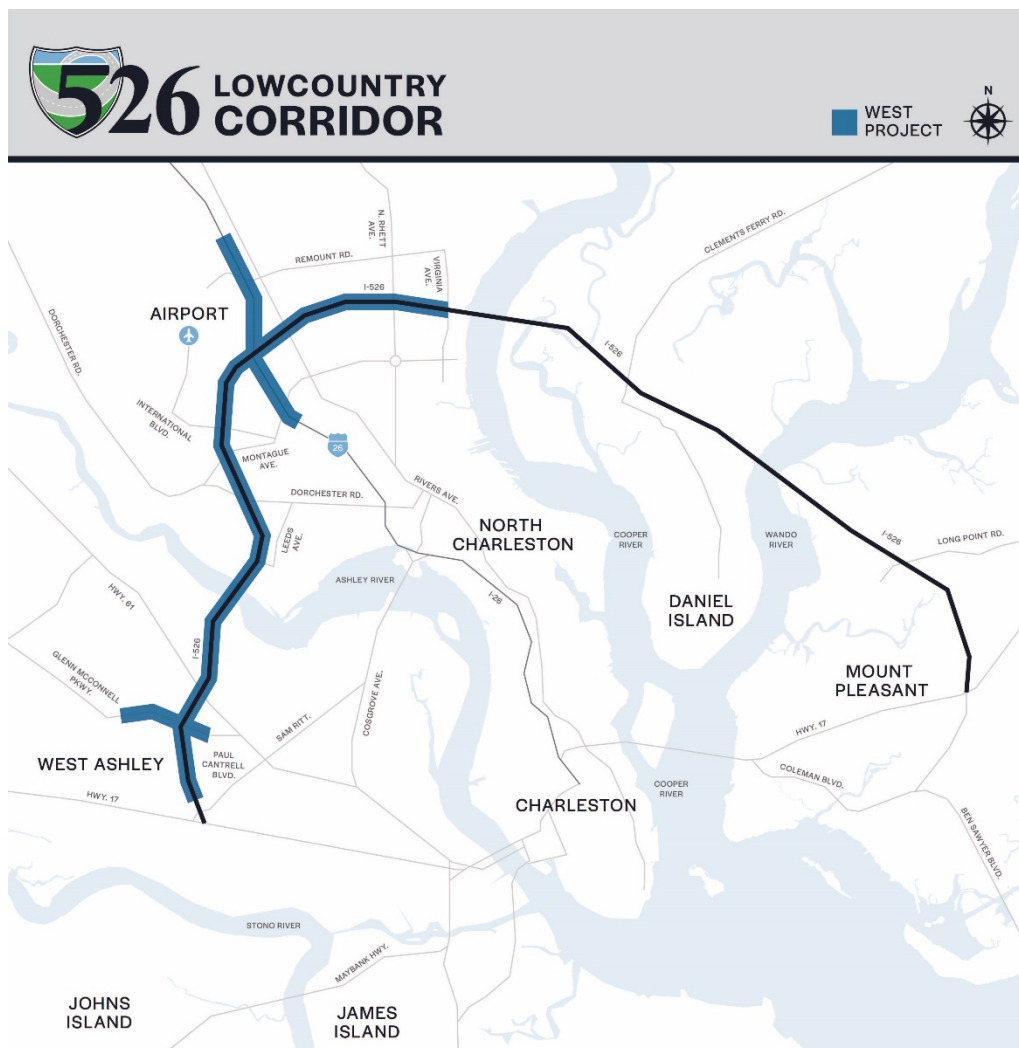 526 LOWCOUNTRY
CORRIDOR
WEST
PROJECT
N
N. RHETT
AVE.
VIRGINIA
AVE.
CLEMENTS FERRY RD.
REMOUNT RD.
I-526
AIRPORT
DORCHESTER RD.
I-526
INTERNATIONAL
BLVD.
MONTAGUE
AVE.
26
DORCHESTER RD.
RIVERS AVE.
LEEDS
AVE.
NORTH
CHARLESTON
COOPER
RIVER
WANDO
RIVER
I-526
LONG POINT RD.
ASHLEY RIVER
HWY. 61
I-26
DANIEL
ISLAND
I-526
GLENN MCCONNELL
PKWY.
COSGROVE AVE.
MOUNT
PLEASANT
SAM RITT.
HWY. 17
WEST ASHLEY
PAUL
CANTRELL
BLVD.
HWY. 17
CHARLESTON
COOPER
RIVER
COLEMAN BLVD.
BEN SAWYER BLVD.
STONO RIVER
MAYBANK HWY.
JOHNS
ISLAND
JAMES
ISLAND